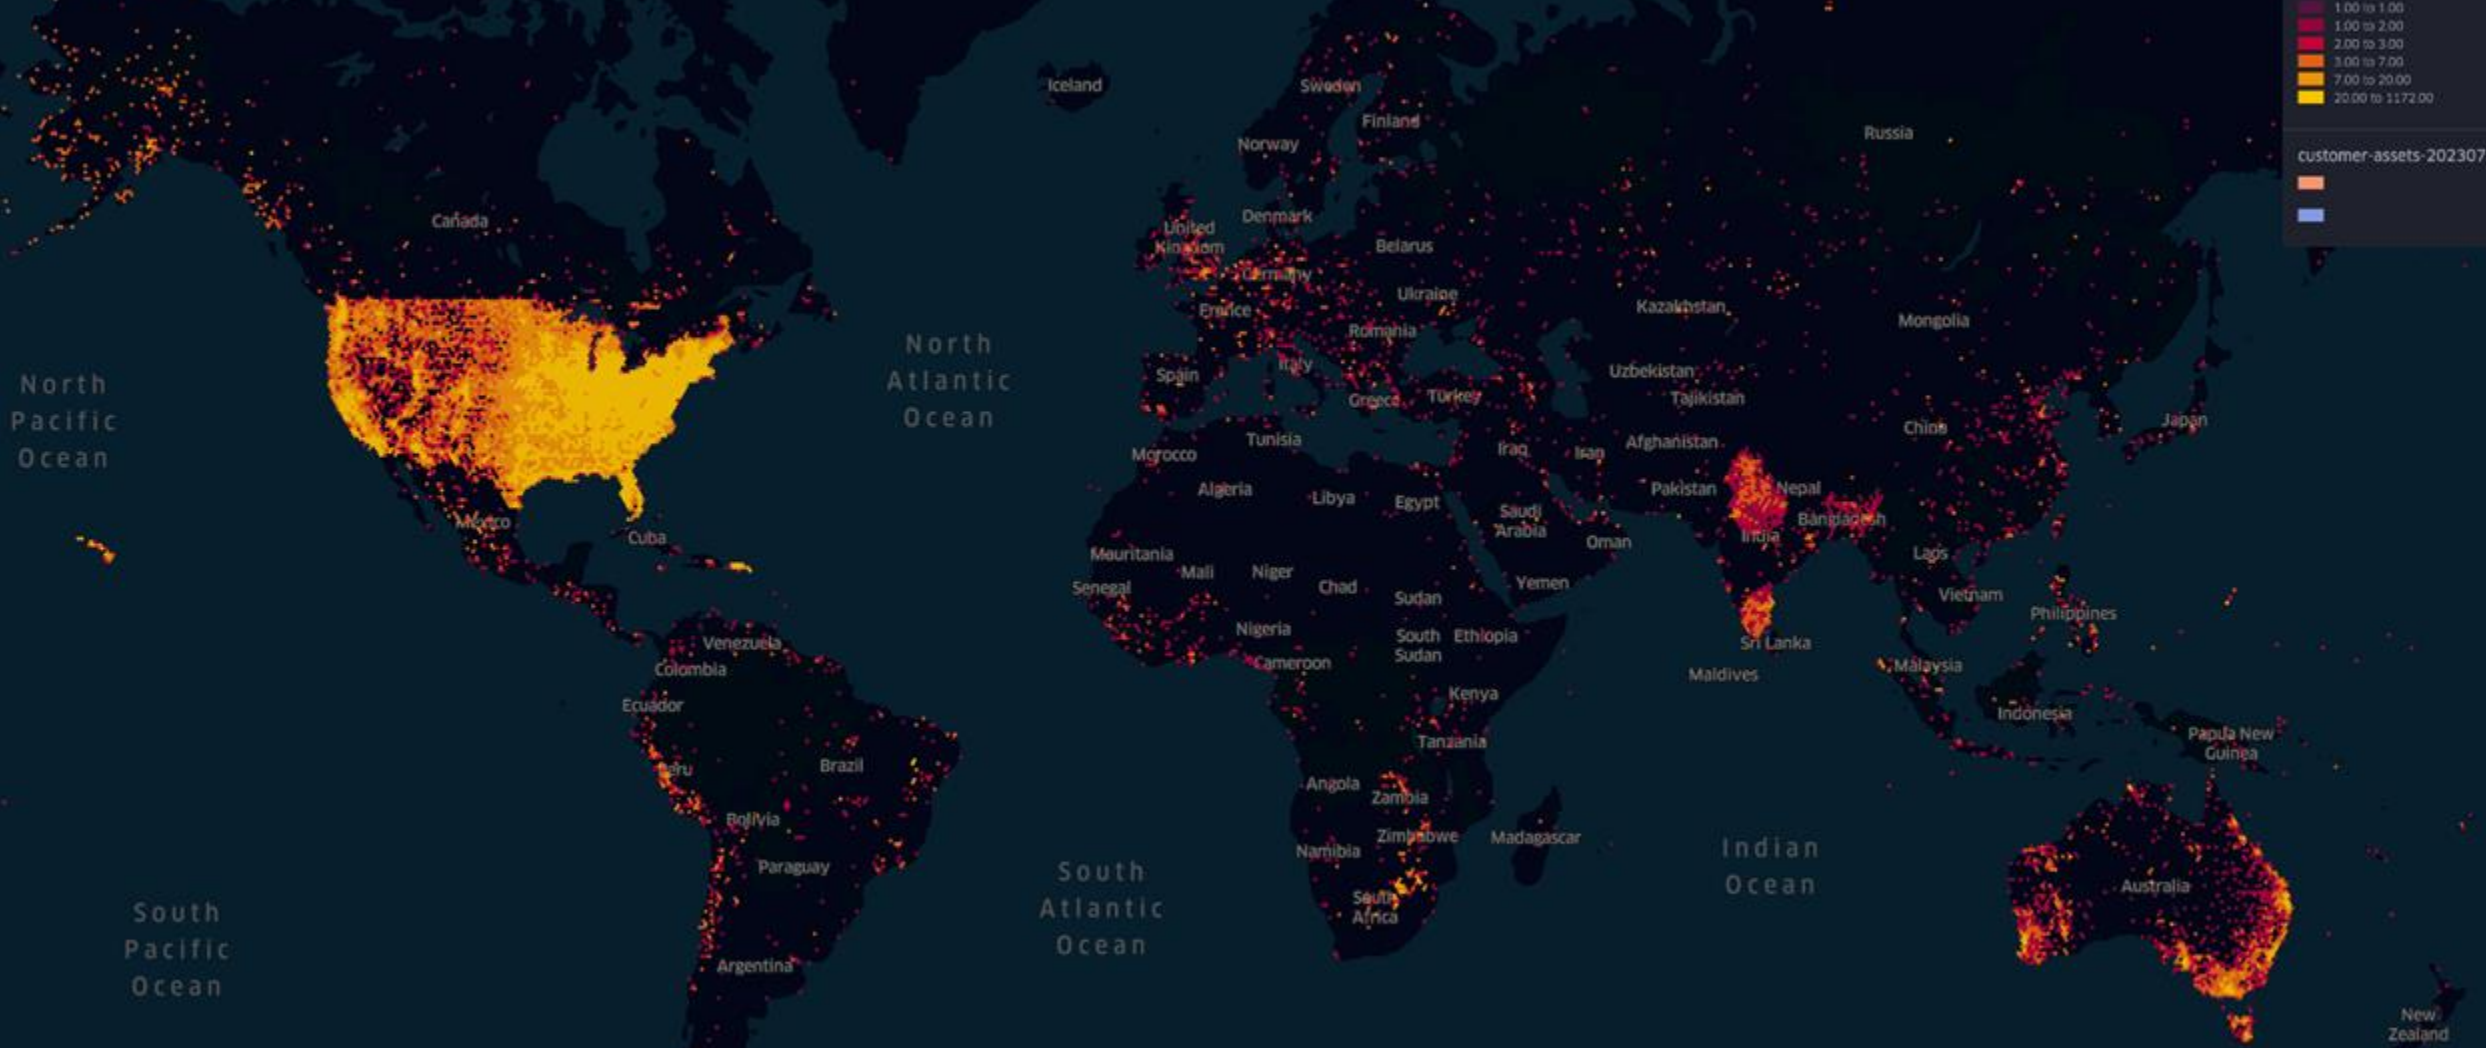 1.00 to 1.00
1.00 to 2.00
2.00 to 3.00
3.00 to 7.00
7.00 to 20.00
20.00 to 1172.00
customer-assets-202307
Iceland
Sweden
Finland
Norway
Russia
Canada
United
Kingdom
Denmark
Belarus
Germany
Ukraine
France
Kazakhstan
Mongolia
Romania
North
Atlantic
Ocean
North
Pacific
Ocean
Spain
Italy
Greece
Turkey
Uzbekistan
Tajikistan
China
Japan
Morocco
Tunisia
Iraq
Iran
Afghanistan
Algeria
Libya
Egypt
Pakistan
Nepal
Mexico
Cuba
Saudi
Arabia
Oman
Bangladesh
India
Laos
Mauritania
Mali
Niger
Chad
Sudan
Yemen
Senegal
Vietnam
Philippines
Nigeria
South
Sudan
Ethiopia
Sri Lanka
Venezuela
Colombia
Cameroon
Maldives
Malaysia
Ecuador
Kenya
Indonesia
Tanzania
Papua New
Guinea
Peru
Brazil
Angola
Zambia
Bolivia
Zimbabwe
Madagascar
Namibia
Indian
Ocean
Paraguay
South
Atlantic
Ocean
South
Africa
Australia
South
Pacific
Ocean
Argentina
New
Zealand